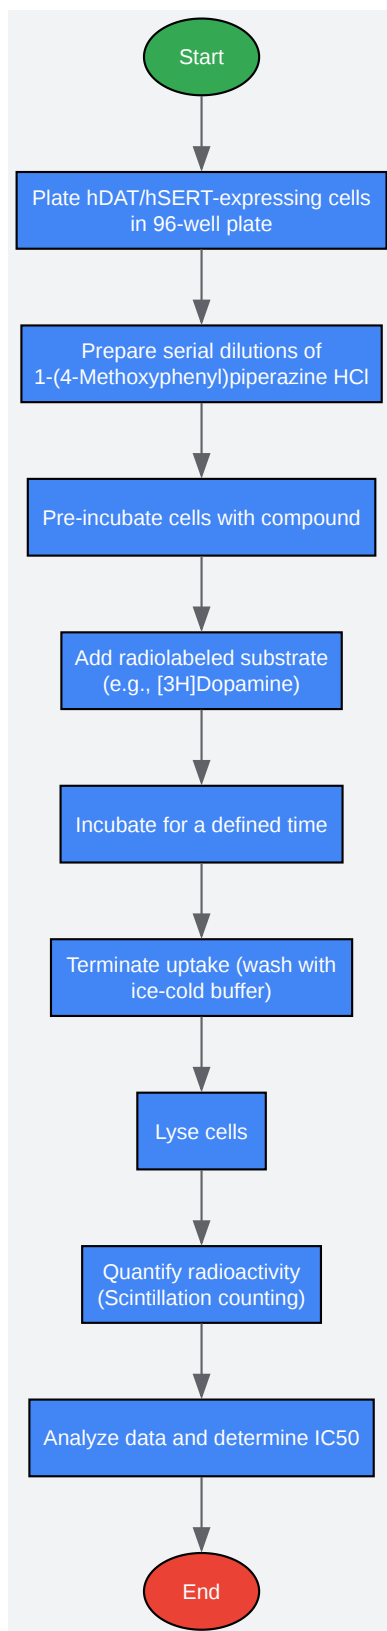 Start
Plate hDAT/hSERT-expressing cells
in 96-well plate
Prepare serial dilutions of
1-(4-Methoxyphenyl)piperazine HCl
Pre-incubate cells with compound
Add radiolabeled substrate
(e.g., [3H]Dopamine)
Incubate for a defined time
Terminate uptake (wash with
ice-cold buffer)
Lyse cells
Quantify radioactivity
(Scintillation counting)
Analyze data and determine IC50
End